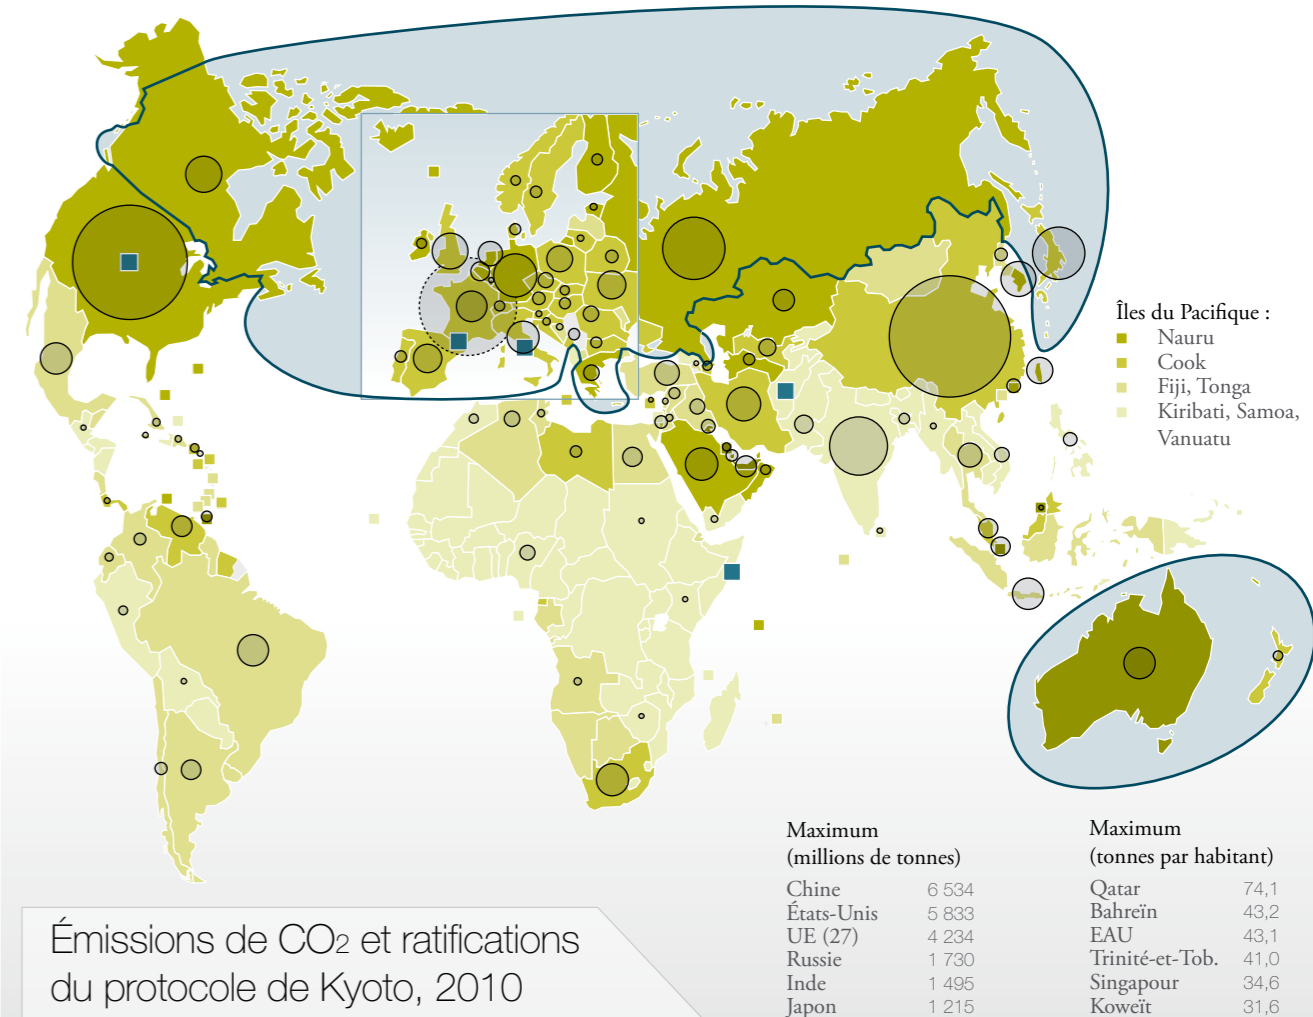 Îles du Pacifique :
Nauru
Cook
Fiji, Tonga
Kiribati, Samoa,
Vanuatu
Maximum
(millions de tonnes)
Chine 6 534
États-Unis 5 833
UE (27) 4 234
Russie 1 730
Inde 1 495
Japon 1 215
Maximum
(tonnes par habitant)
Qatar 74,1
Bahreïn 43,2
EAU 43,1
Trinité-et-Tob. 41,0
Singapour 34,6
Koweït 31,6
Émissions de CO2 et ratifications
du protocole de Kyoto, 2010